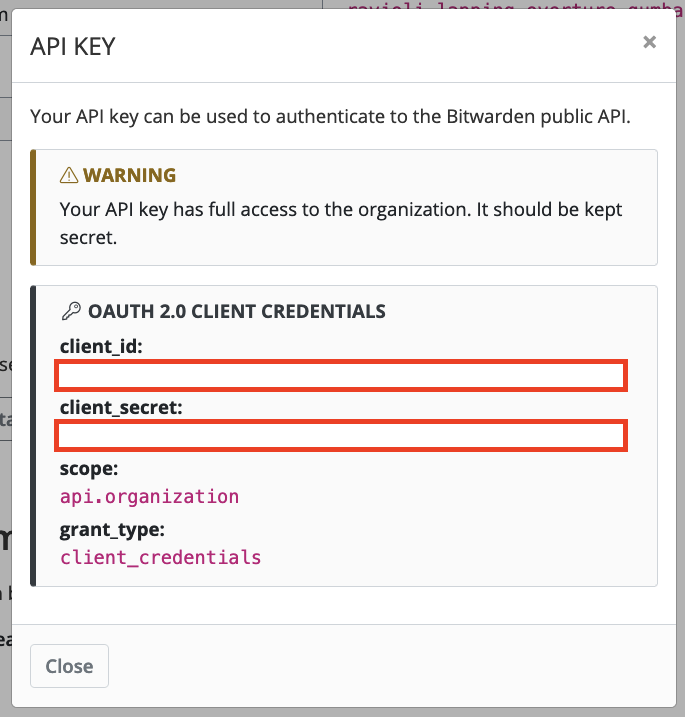 API KEY
×
Your API key can be used to authenticate to the Bitwarden public API.
WARNING
Your API key has full access to the organization. It should be kept
secret.
OAUTH 2.0 CLIENT CREDENTIALS
client_id:
client_secret:
scope:
api.organization
grant_type:
client_credentials
Close